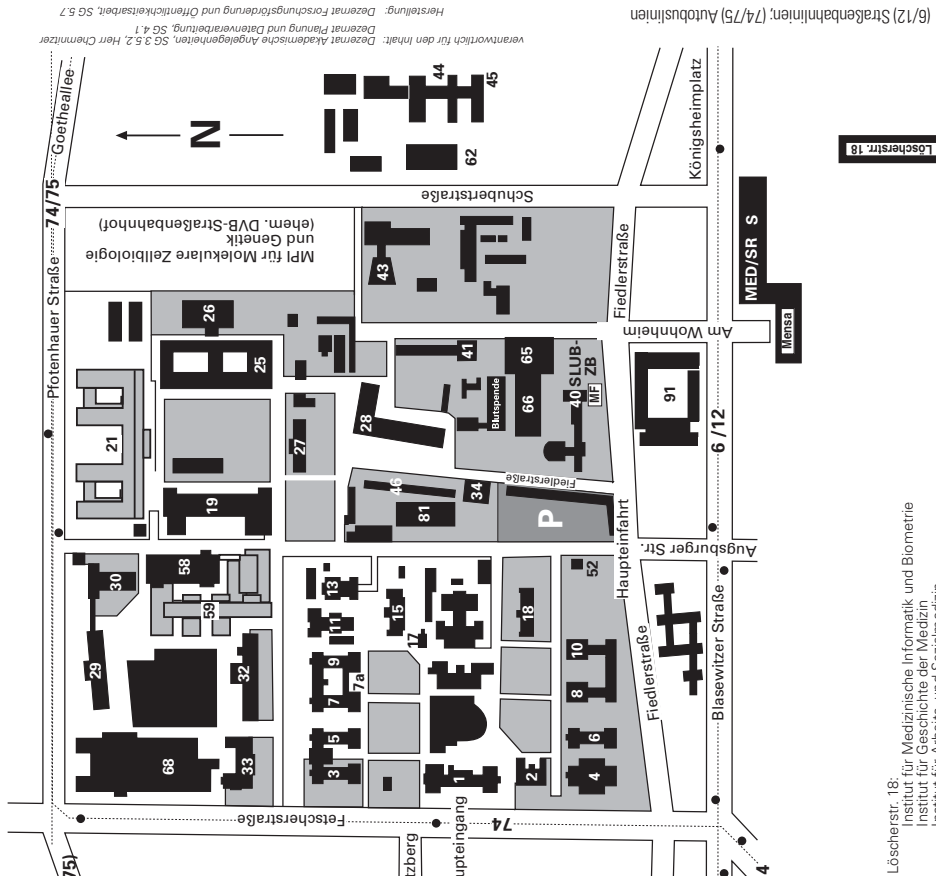 (6/12) Straßenbahnlinien; (74/75) Autobuslinien
verantwortlich für den Inhalt: Dezernat Akademische Angelegenheiten, SG 3.5.2, Herr Chemnitzer
Dezernat Planung und Datenverarbeitung, SG 4.1
Herstellung: Dezernat Forschungsförderung und Öffentlichkeitsarbeit, SG 5.7
Goetheallee
74/75
Pfotenhauer Straße
N
44
45
62
Schubertstraße
Königsheimplatz
Löscherstr. 18
MPI für Molekulare Zellbiologie
und Genetik
(ehem. DVB-Straßenbahnhof)
43
Fiedlerstraße
MED/SR S
Mensa
Am Wohnheim
26
25
21
41
65
66
SLUB-
ZB
40
MF
Blutspende
28
27
91
6 /12
19
46
34
81
Fiedlerstraße
P
Haupteinfahrt
Augsburger Str.
52
58
59
30
29
13
11
15
17
18
9
7
7a
10
8
32
5
3
6
4
68
33
1
2
Fiedlerstraße
Blasewitzer Straße
Fetscherstraße
74
75)
tzberg
upteingang
4
Löscherstr. 18:
Institut für Medizinische Informatik und Biometrie
Institut für Geschichte der Medizin